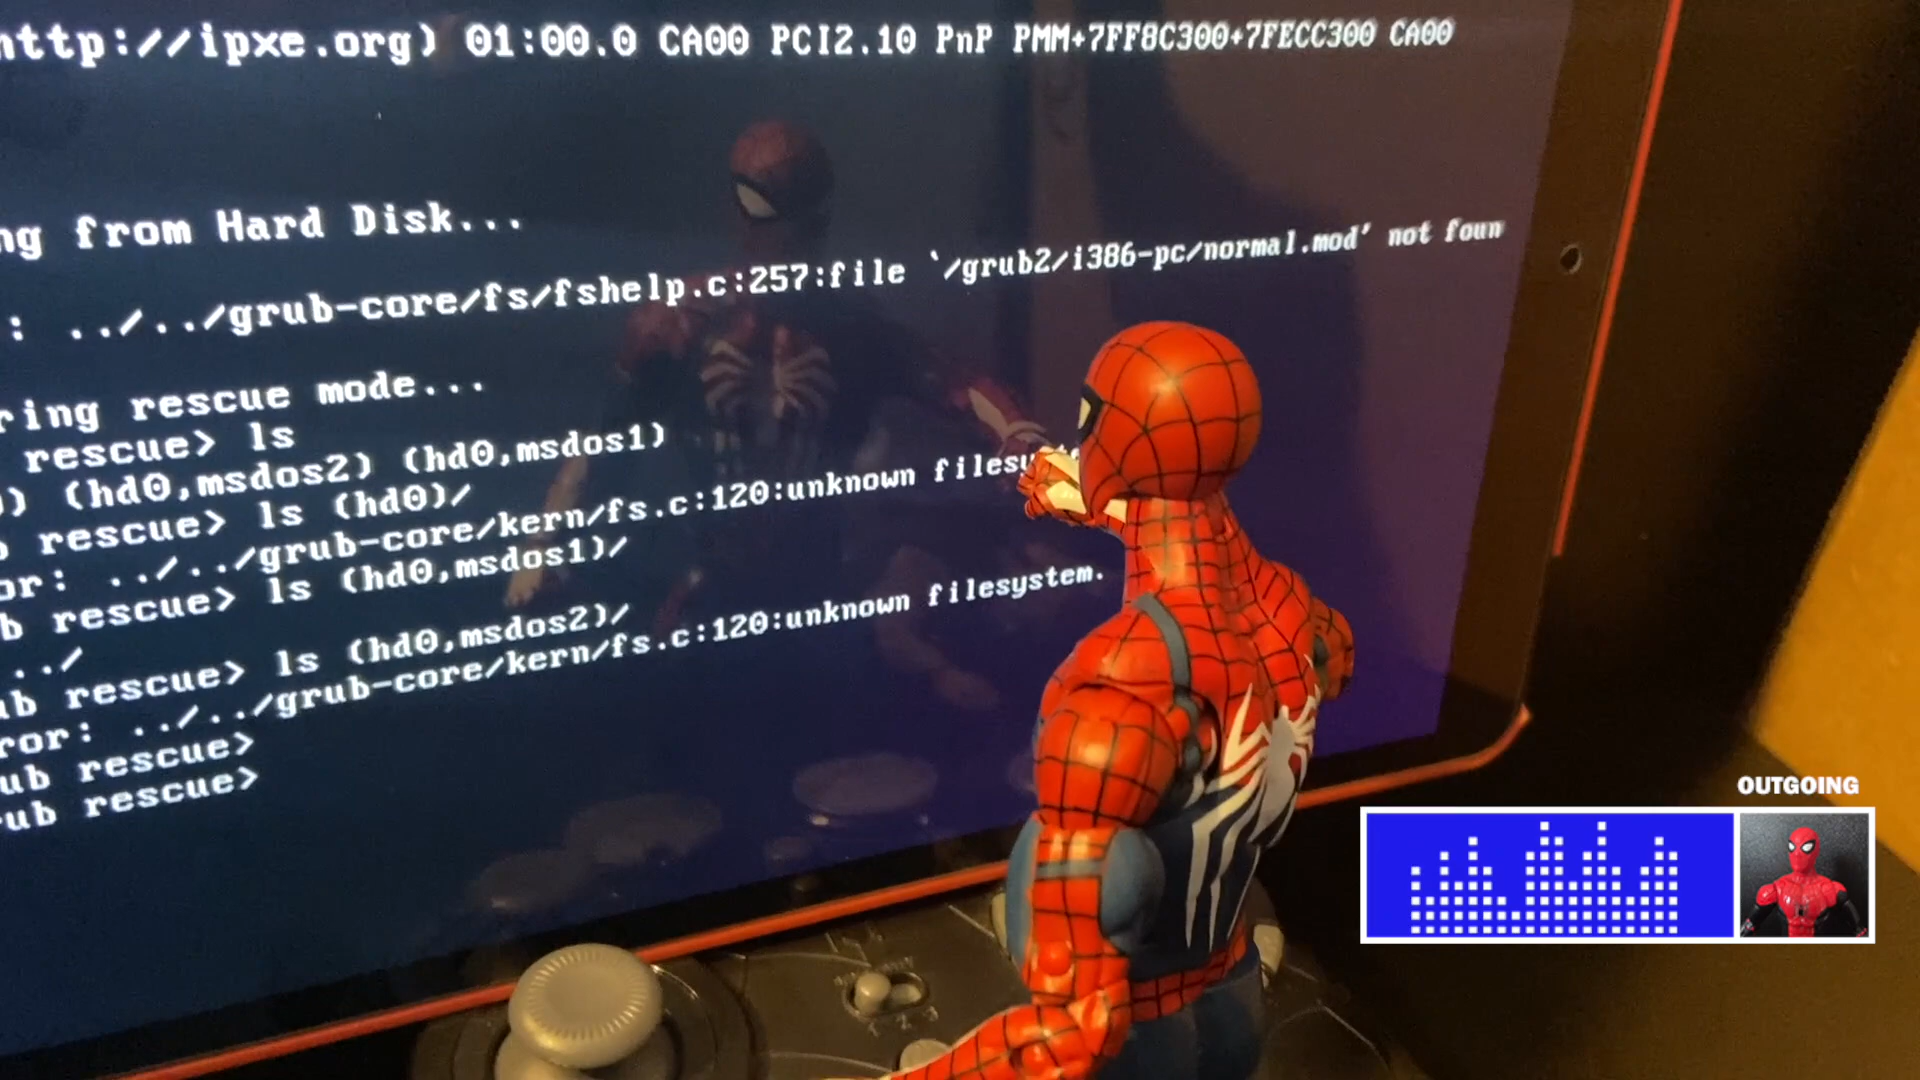 http://ipxe.org) 01:00.0 CA00 PCI2.10 PnP PMM+7FF8C300+7FECC300 CA00
ng from Hard Disk...
: ../../grub-core/fs/fshelp.c:257:file `/grub2/i386-pc/normal.mod' not foun
ring rescue mode...
rescue> ls
) (hd0,msdos2) (hd0,msdos1)
rescue> ls (hd0)/
or: ../../grub-core/kern/fs.c:120:unknown filesy
b rescue> ls (hd0,msdos1)/
../
ub rescue> ls (hd0,msdos2)/
ror: ../../grub-core/kern/fs.c:120:unknown filesystem.
ub rescue>
rub rescue>
OUTGOING